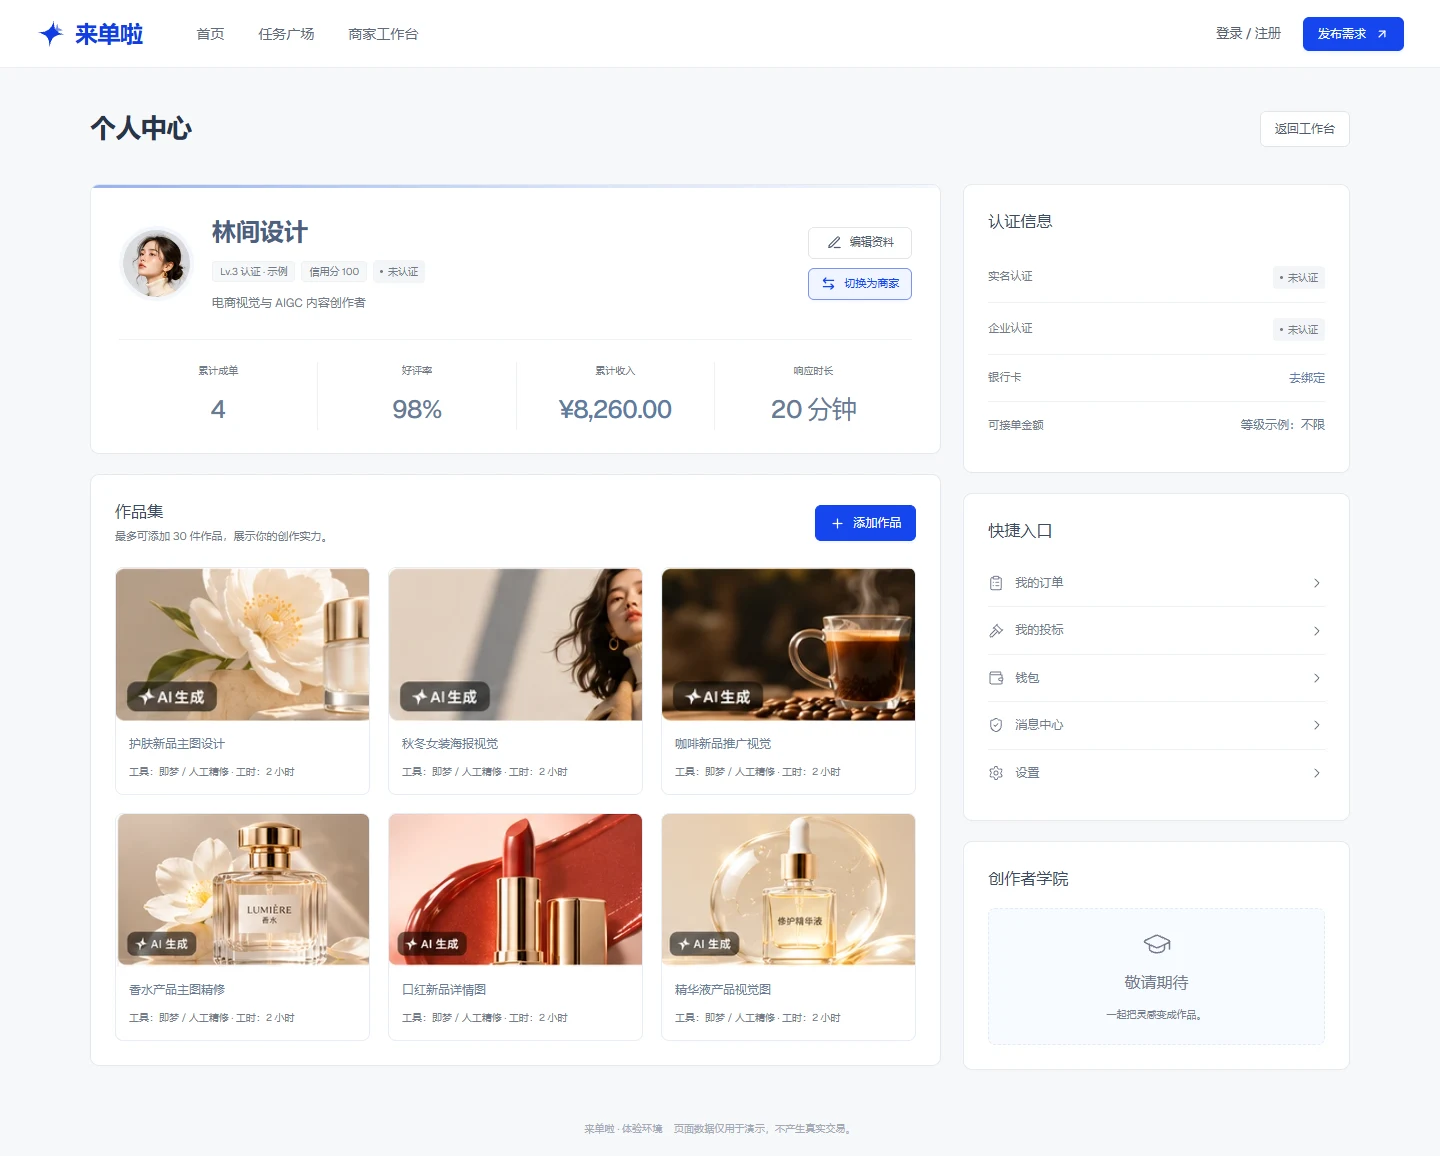 来单啦
首页
任务广场
商家工作台
登录 / 注册
发布需求
个人中心
返回工作台
林间设计
Lv.3 认证 · 示例
信用分 100
• 未认证
电商视觉与 AIGC 内容创作者
编辑资料
切换为商家
累计成单
4
好评率
98%
累计收入
¥8,260.00
响应时长
20 分钟
作品集
最多可添加 30 件作品，展示你的创作实力。
添加作品
AI 生成
护肤新品主图设计
工具：即梦 / 人工精修 · 工时：2 小时
AI 生成
秋冬女装海报视觉
工具：即梦 / 人工精修 · 工时：2 小时
AI 生成
咖啡新品推广视觉
工具：即梦 / 人工精修 · 工时：2 小时
LUMIÈRE
香水
AI 生成
香水产品主图精修
工具：即梦 / 人工精修 · 工时：2 小时
AI 生成
口红新品详情图
工具：即梦 / 人工精修 · 工时：2 小时
修护精华液
AI 生成
精华液产品视觉图
工具：即梦 / 人工精修 · 工时：2 小时
认证信息
实名认证
• 未认证
企业认证
• 未认证
银行卡
去绑定
可接单金额
等级示例：不限
快捷入口
我的订单
我的投标
钱包
消息中心
设置
创作者学院
敬请期待
一起把灵感变成作品。
来单啦 · 体验环境 页面数据仅用于演示，不产生真实交易。